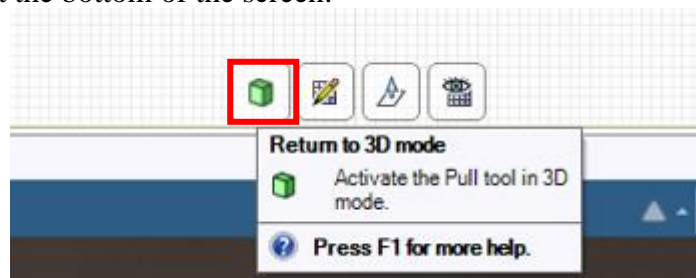 the bottom of the screen.
Return to 3D mode
Activate the Pull tool in 3D
mode.
Press F1 for more help.